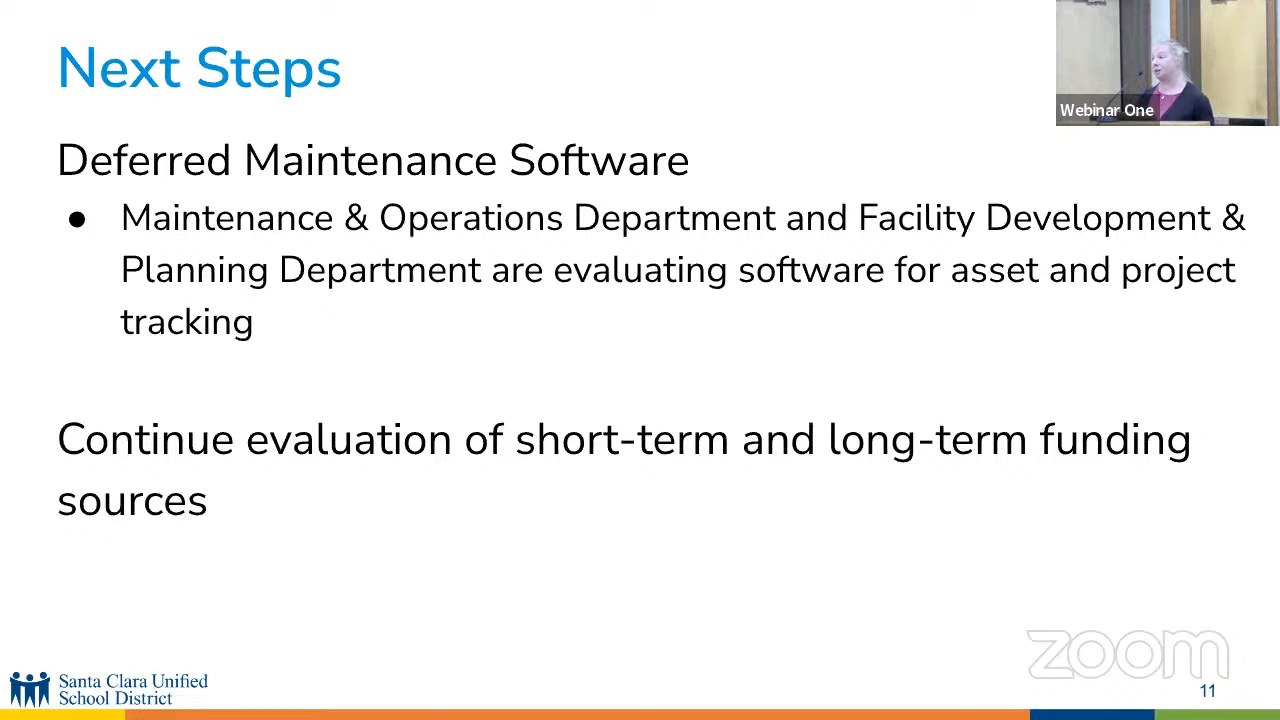 Next Steps
Webinar One
Deferred Maintenance Software
● Maintenance & Operations Department and Facility Development &
Planning Department are evaluating software for asset and project
tracking
Continue evaluation of short-term and long-term funding
sources
zoom
Santa Clara Unified
School District
11